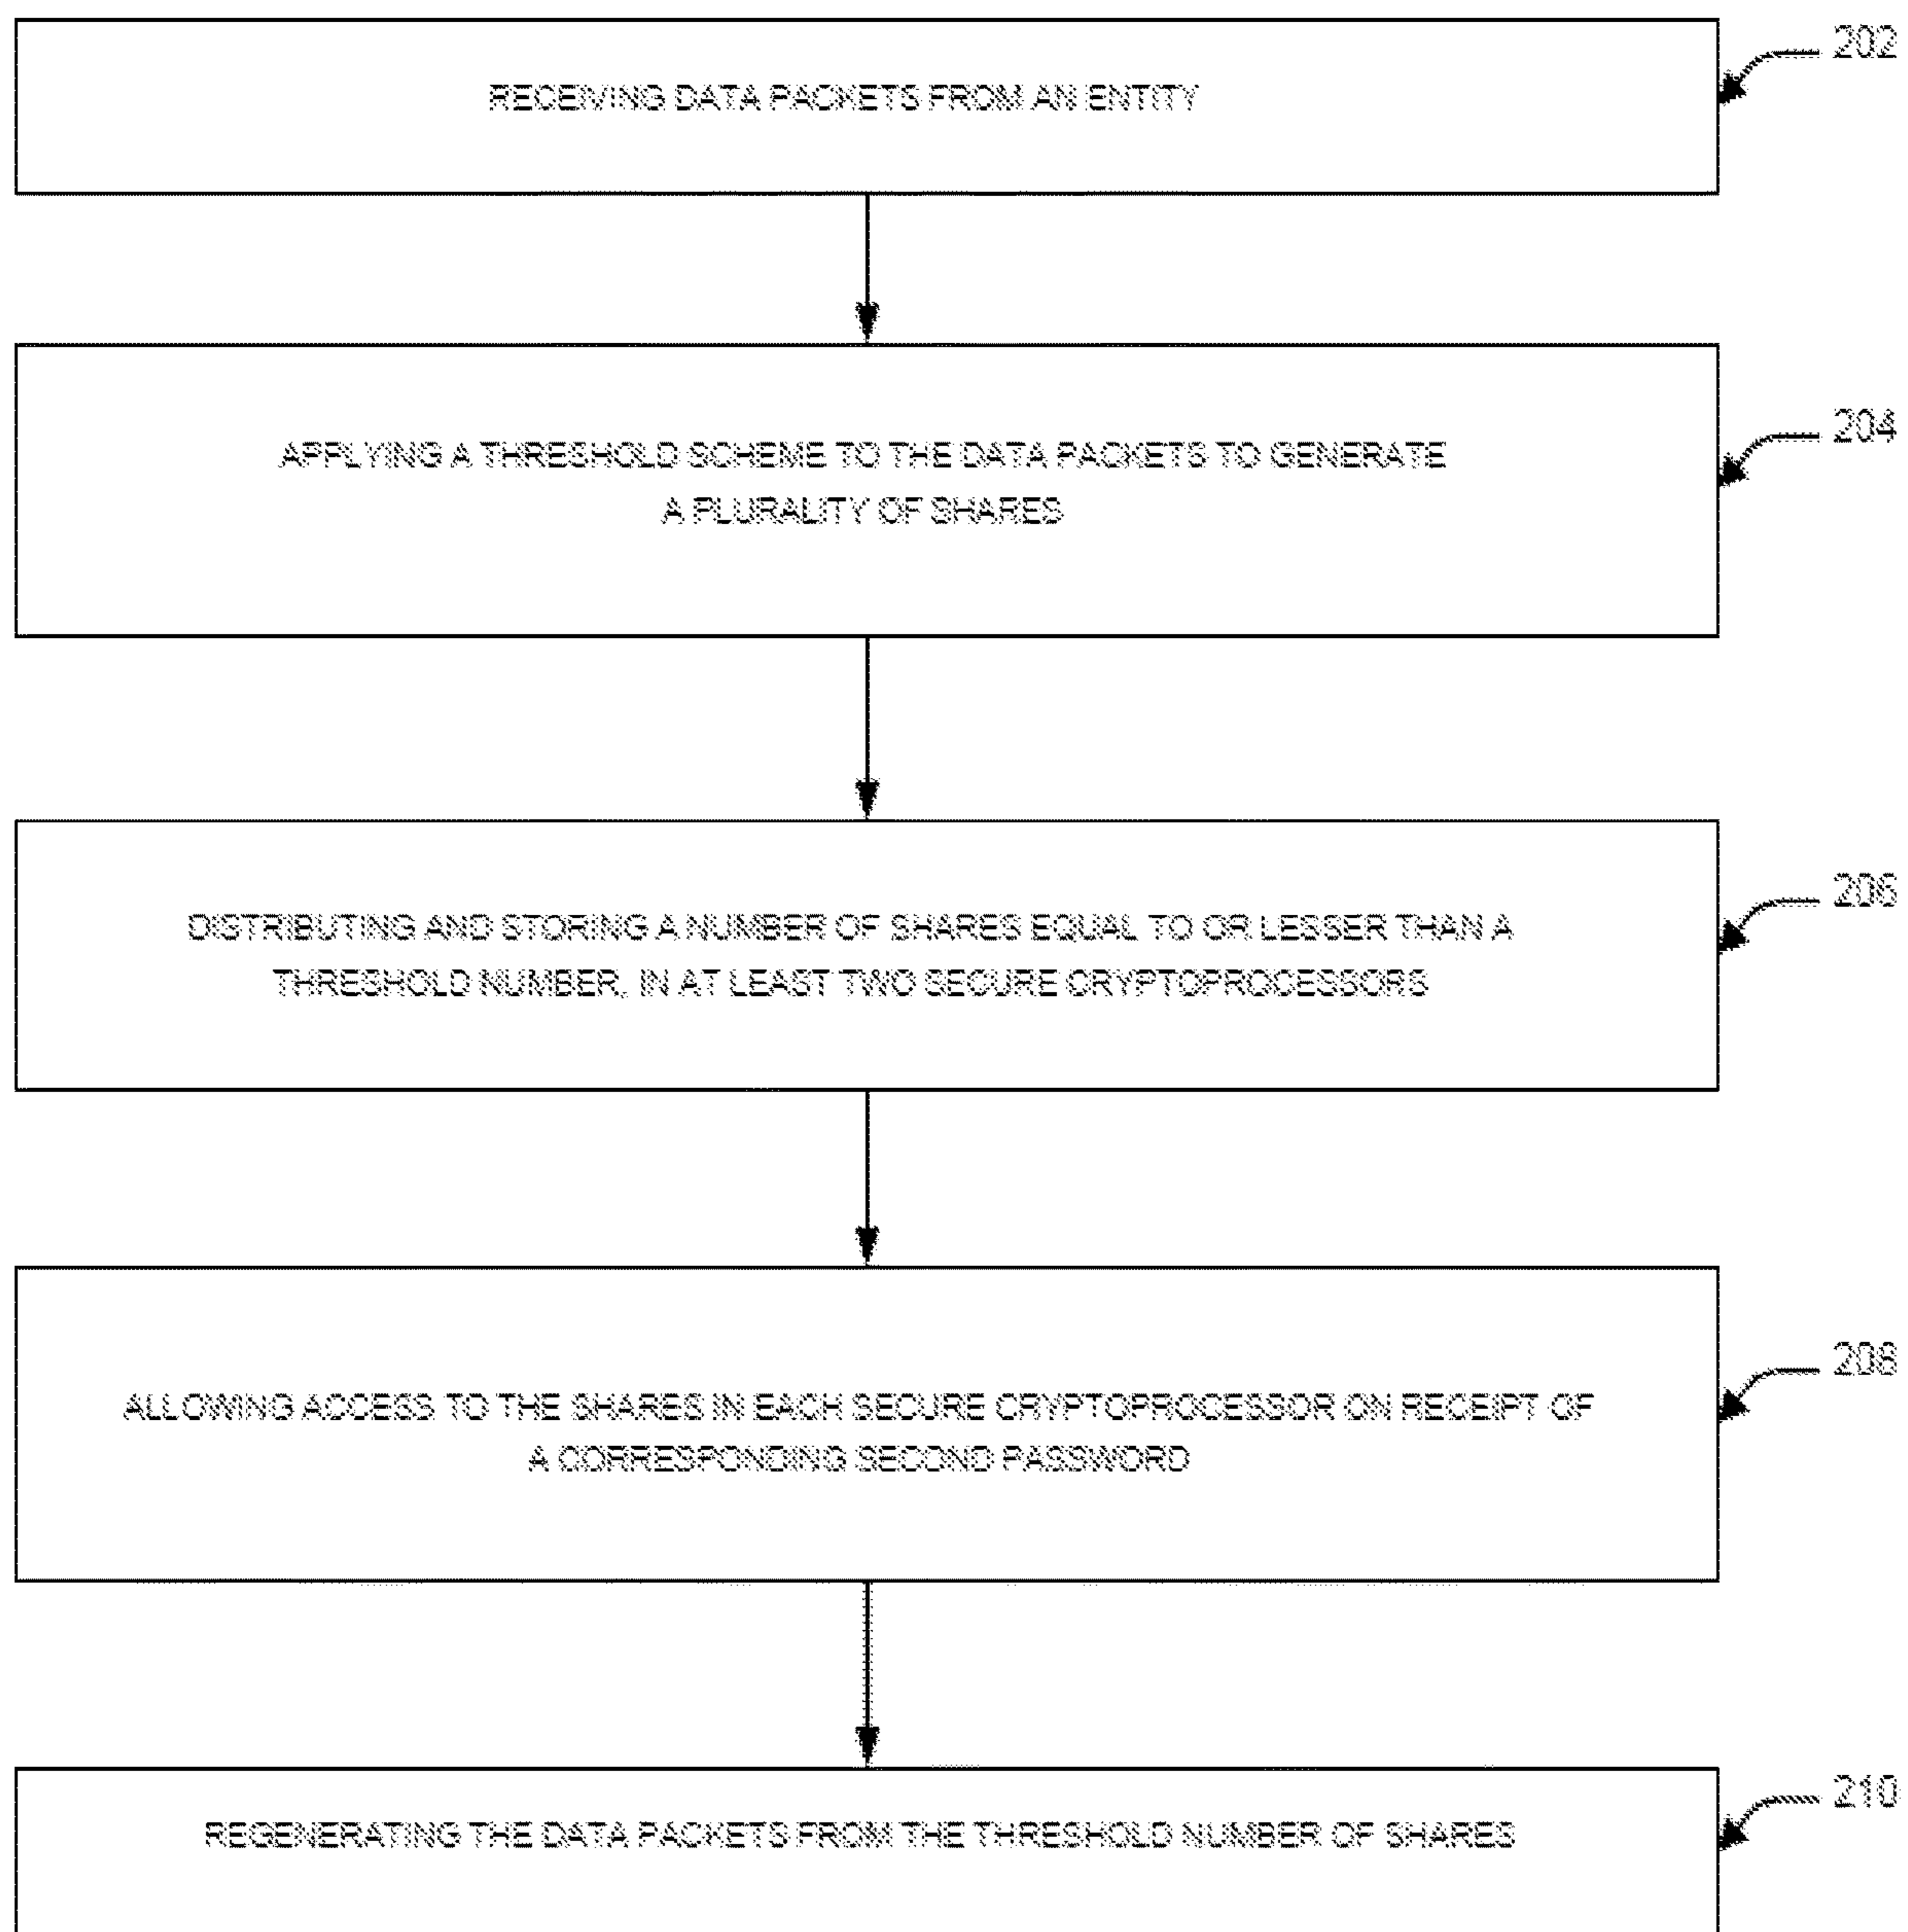 202
RECEIVING DATA PACKETS FROM AN ENTITY
204
APPLYING A THRESHOLD SCHEME TO THE DATA PACKETS TO GENERATE
A PLURALITY OF SHARES
206
DISTRIBUTING AND STORING A NUMBER OF SHARES EQUAL TO OR LESSER THAN A
THRESHOLD NUMBER, IN AT LEAST TWO SECURE CRYPTOPROCESSORS
208
ALLOWING ACCESS TO THE SHARES IN EACH SECURE CRYPTOPROCESSOR ON RECEIPT OF
A CORRESPONDING SECOND PASSWORD
210
REGENERATING THE DATA PACKETS FROM THE THRESHOLD NUMBER OF SHARES